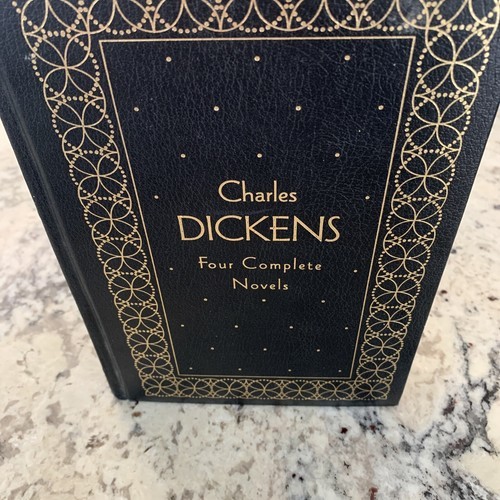 Charles
DICKENS
Four Complete
Novels